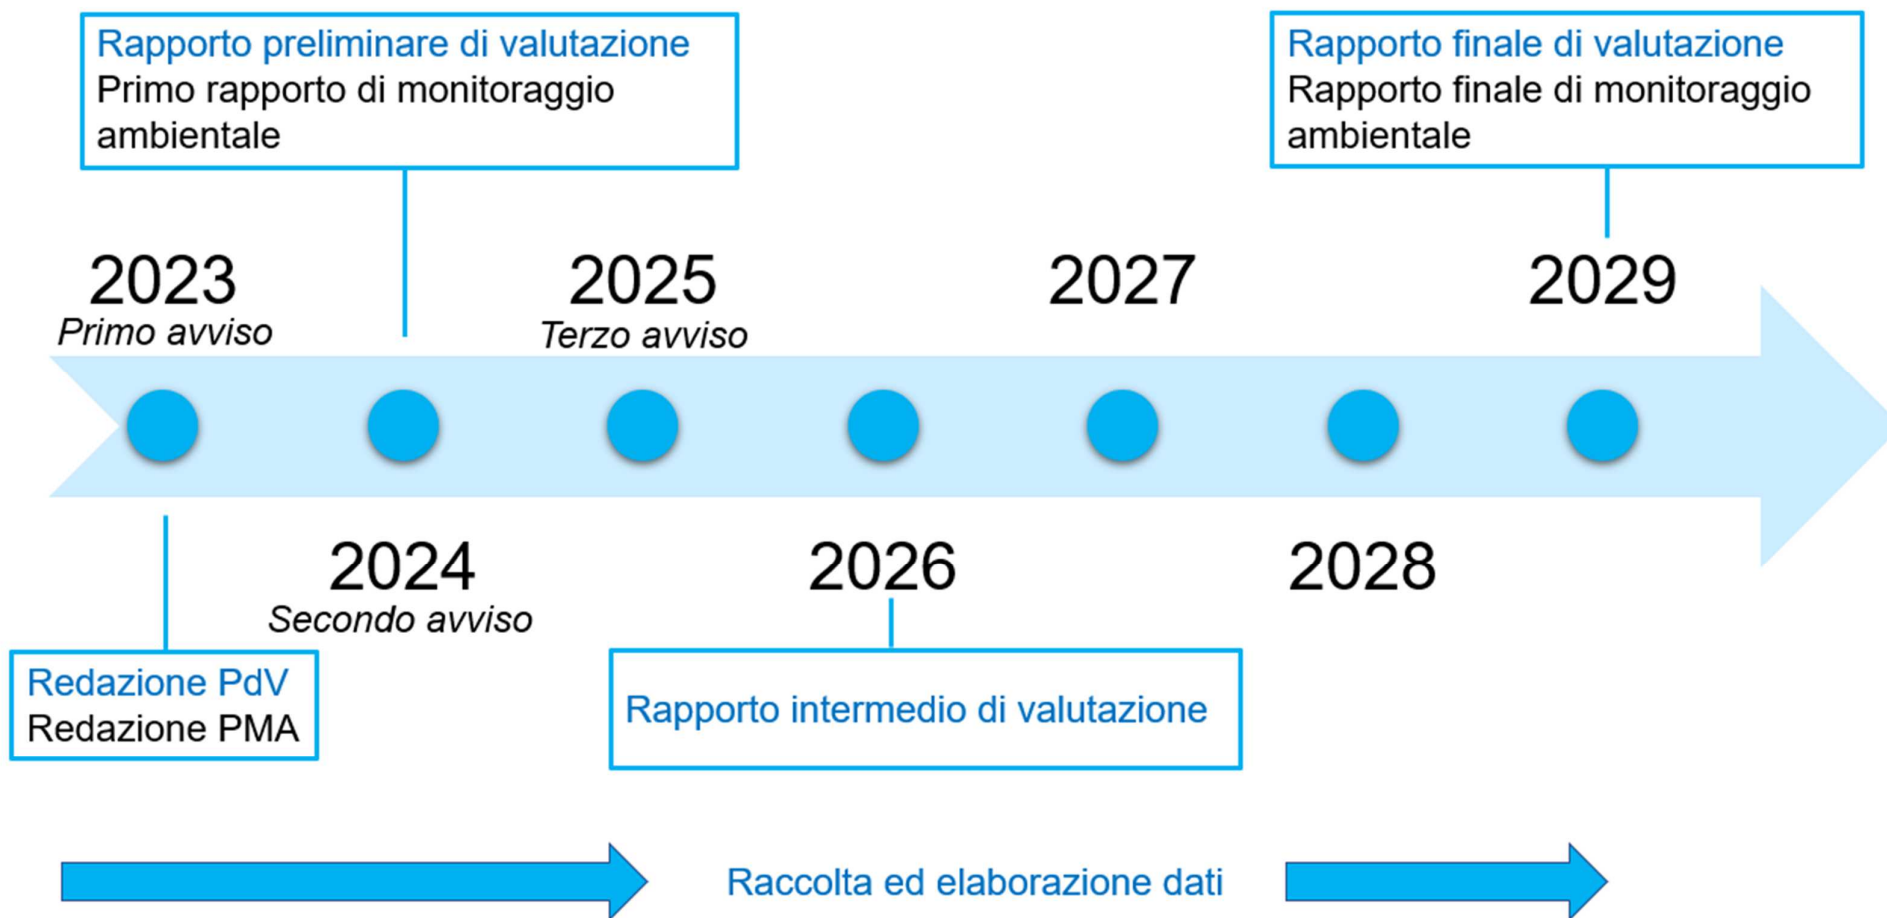 Rapporto preliminare di valutazione
Primo rapporto di monitoraggio
ambientale
Rapporto finale di valutazione
Rapporto finale di monitoraggio
ambientale
2023
Primo avviso
2025
Terzo avviso
2027
2029
2024
Secondo avviso
2026
2028
Redazione PdV
Redazione PMA
Rapporto intermedio di valutazione
Raccolta ed elaborazione dati